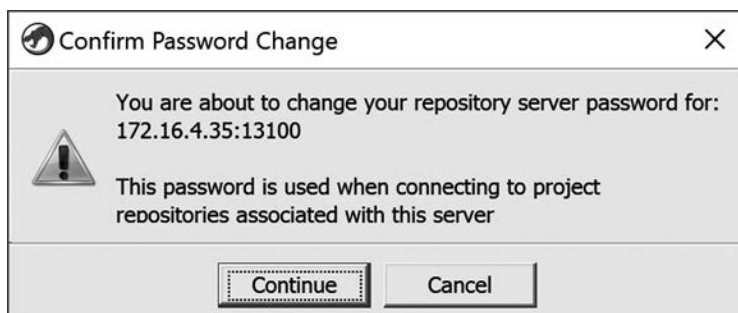 Confirm Password Change
You are about to change your repository server password for:
172.16.4.35:13100
This password is used when connecting to project
repositories associated with this server
Continue
Cancel